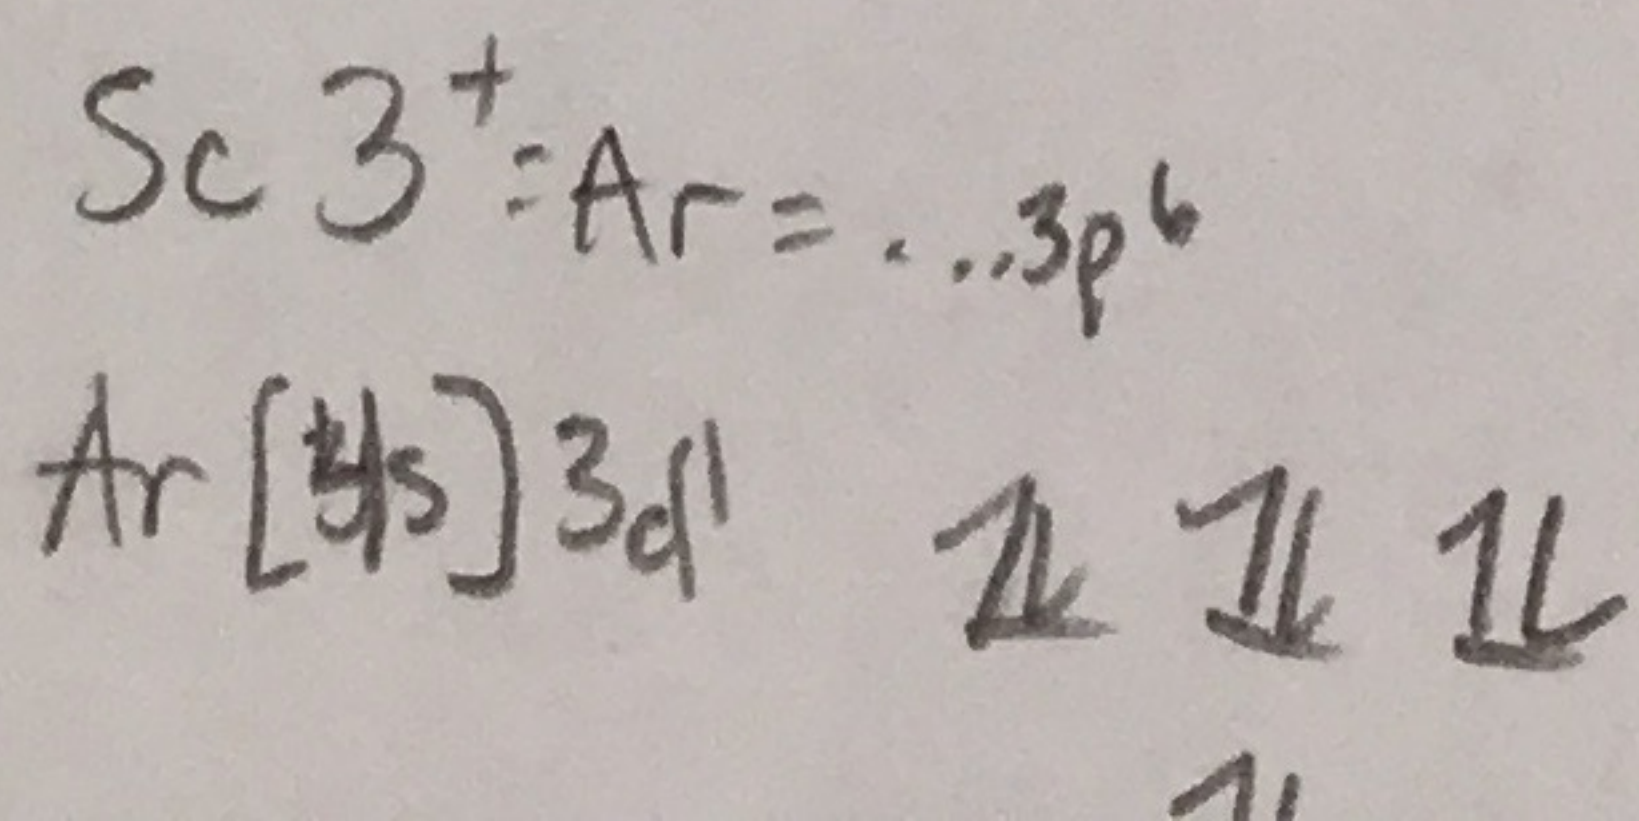 Sc 3⁺ = Ar = ....3p⁶
Ar [4s] 3d¹ ⥮ ⥮ ⥮